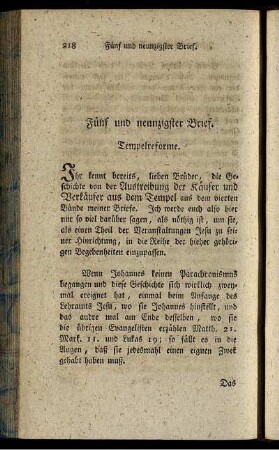 218 Fünf und neunzigster Brief.
Fünf und neunzigster Brief.
Tempelreforme.
Ihr kennt bereits, lieben Brüder, die Ge-
schichte von der Austreibung der Käufer und
Verkäufer aus dem Tempel aus dem vierten
Bande meiner Briefe. Ich werde euch also hier
nur so viel darüber sagen, als nöthig ist, um sie,
als einen Theil der Veranstaltungen Jesu zu sei-
ner Hinrichtung, in die Reihe der hieher gehöri-
gen Begebenheiten einzupassen.
Wenn Johannes keinen Parachronismus
begangen und diese Geschichte sich wirklich zwey-
mal ereignet hat, einmal beym Anfange des
Lehramts Jesu, wo sie Johannes hinstellt, und
das andre mal am Ende desselben, wo sie
die übrigen Evangelisten erzählen Matth. 21.
Mark. 11. und Lukas 19; so fällt es in die
Augen, daß sie jedesmahl einen eignen Zwek
gehabt haben muß.
Das